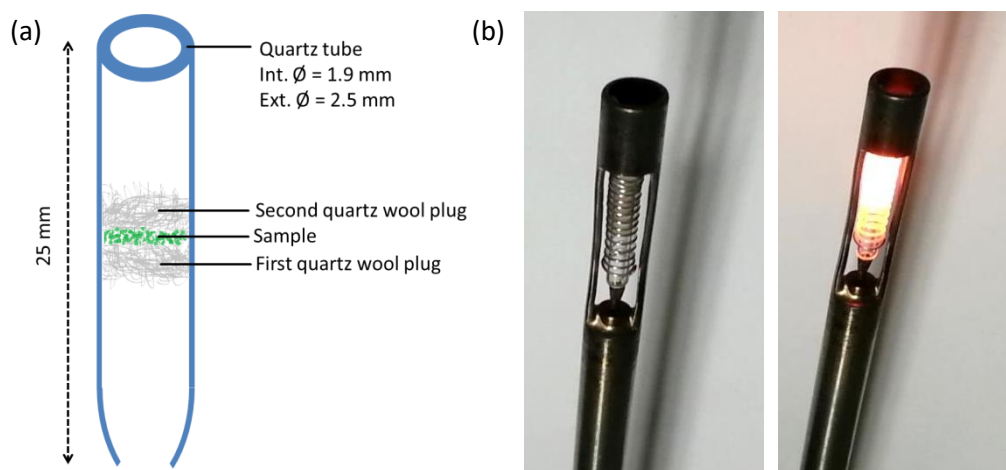 (a)
Quartz tube
Int. Ø = 1.9 mm
Ext. Ø = 2.5 mm
25 mm
Second quartz wool plug
Sample
First quartz wool plug
(b)